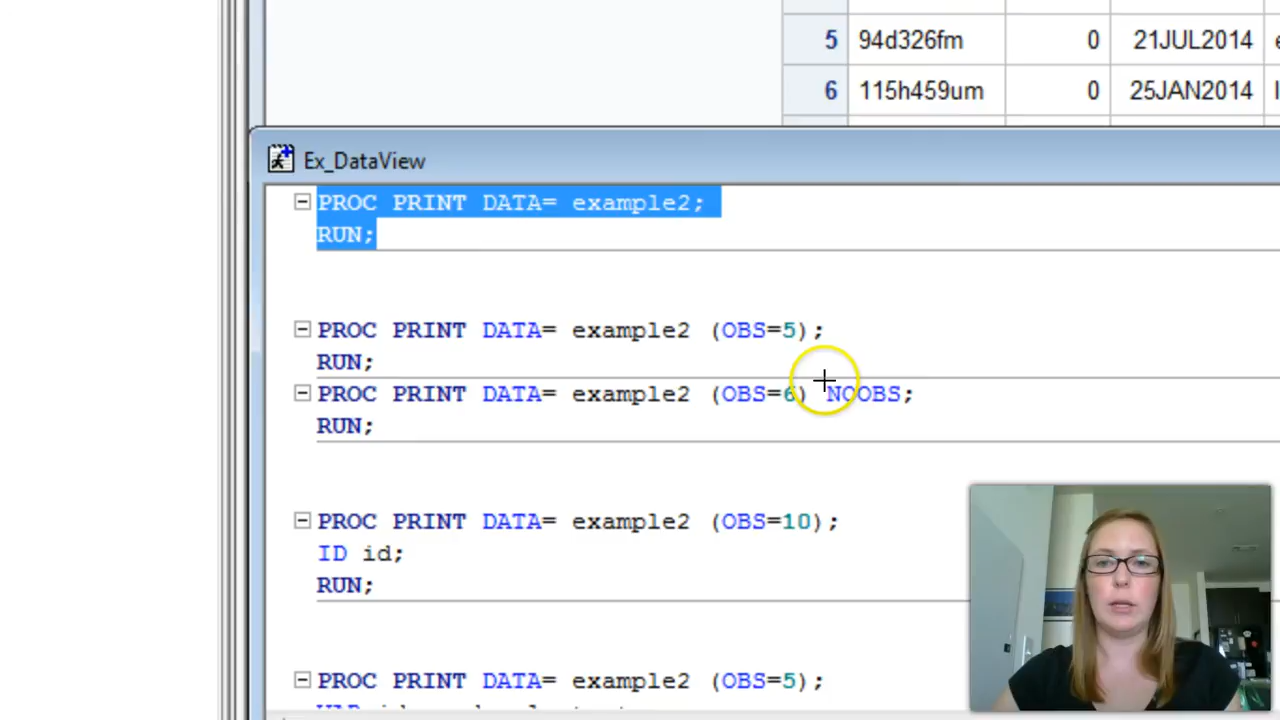 5 94d326fm 0 21JUL2014
6 115h459um 0 25JAN2014
Ex_DataView
PROC PRINT DATA= example2;
RUN;
PROC PRINT DATA= example2 (OBS=5);
RUN;
PROC PRINT DATA= example2 (OBS=6) NOOBS;
RUN;
PROC PRINT DATA= example2 (OBS=10);
ID id;
RUN;
PROC PRINT DATA= example2 (OBS=5);